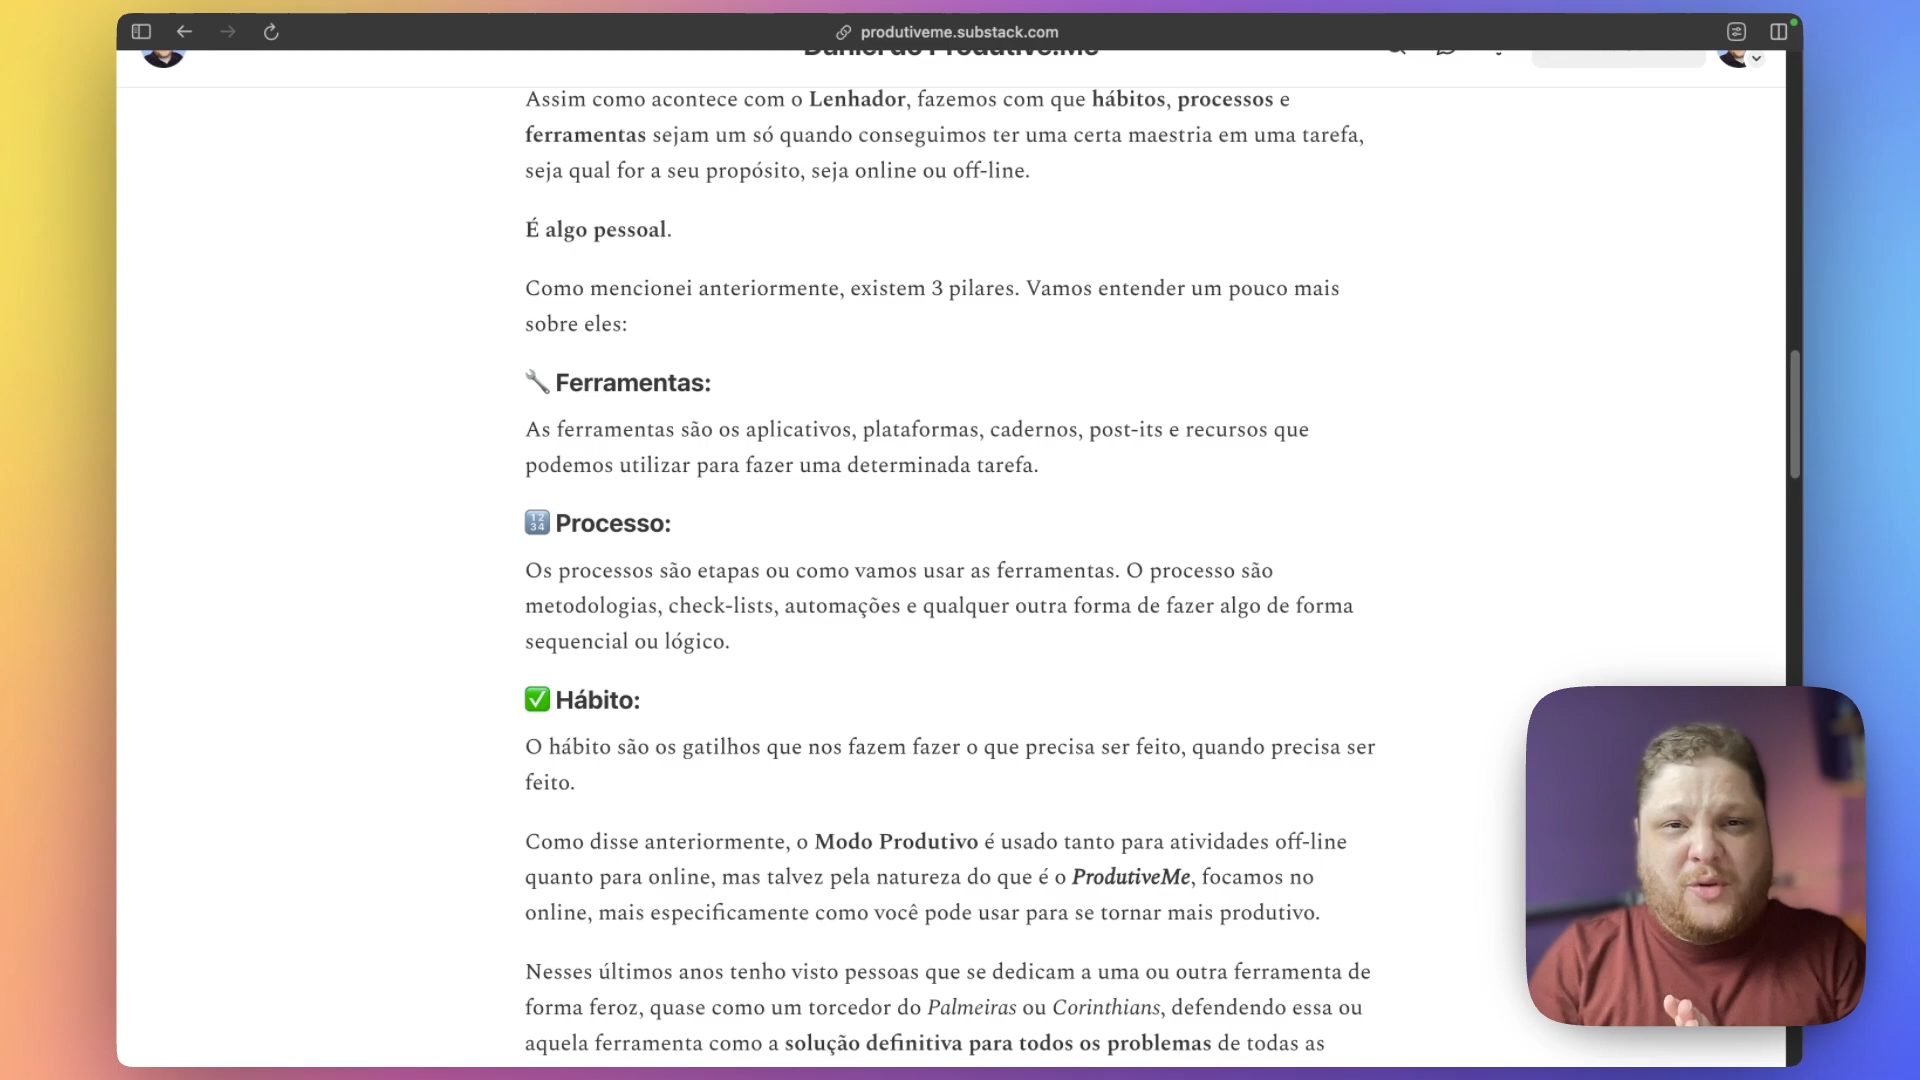 produtiveme.substack.com
Daniel do Produtive.Me
Assim como acontece com o Lenhador, fazemos com que hábitos, processos e
ferramentas sejam um só quando conseguimos ter uma certa maestria em uma tarefa,
seja qual for a seu propósito, seja online ou off-line.
É algo pessoal.
Como mencionei anteriormente, existem 3 pilares. Vamos entender um pouco mais
sobre eles:
🔧 Ferramentas:
As ferramentas são os aplicativos, plataformas, cadernos, post-its e recursos que
podemos utilizar para fazer uma determinada tarefa.
🔢 Processo:
Os processos são etapas ou como vamos usar as ferramentas. O processo são
metodologias, check-lists, automações e qualquer outra forma de fazer algo de forma
sequencial ou lógico.
✅ Hábito:
O hábito são os gatilhos que nos fazem fazer o que precisa ser feito, quando precisa ser
feito.
Como disse anteriormente, o Modo Produtivo é usado tanto para atividades off-line
quanto para online, mas talvez pela natureza do que é o ProdutiveMe, focamos no
online, mais especificamente como você pode usar para se tornar mais produtivo.
Nesses últimos anos tenho visto pessoas que se dedicam a uma ou outra ferramenta de
forma feroz, quase como um torcedor do Palmeiras ou Corinthians, defendendo essa ou
aquela ferramenta como a solução definitiva para todos os problemas de todas as